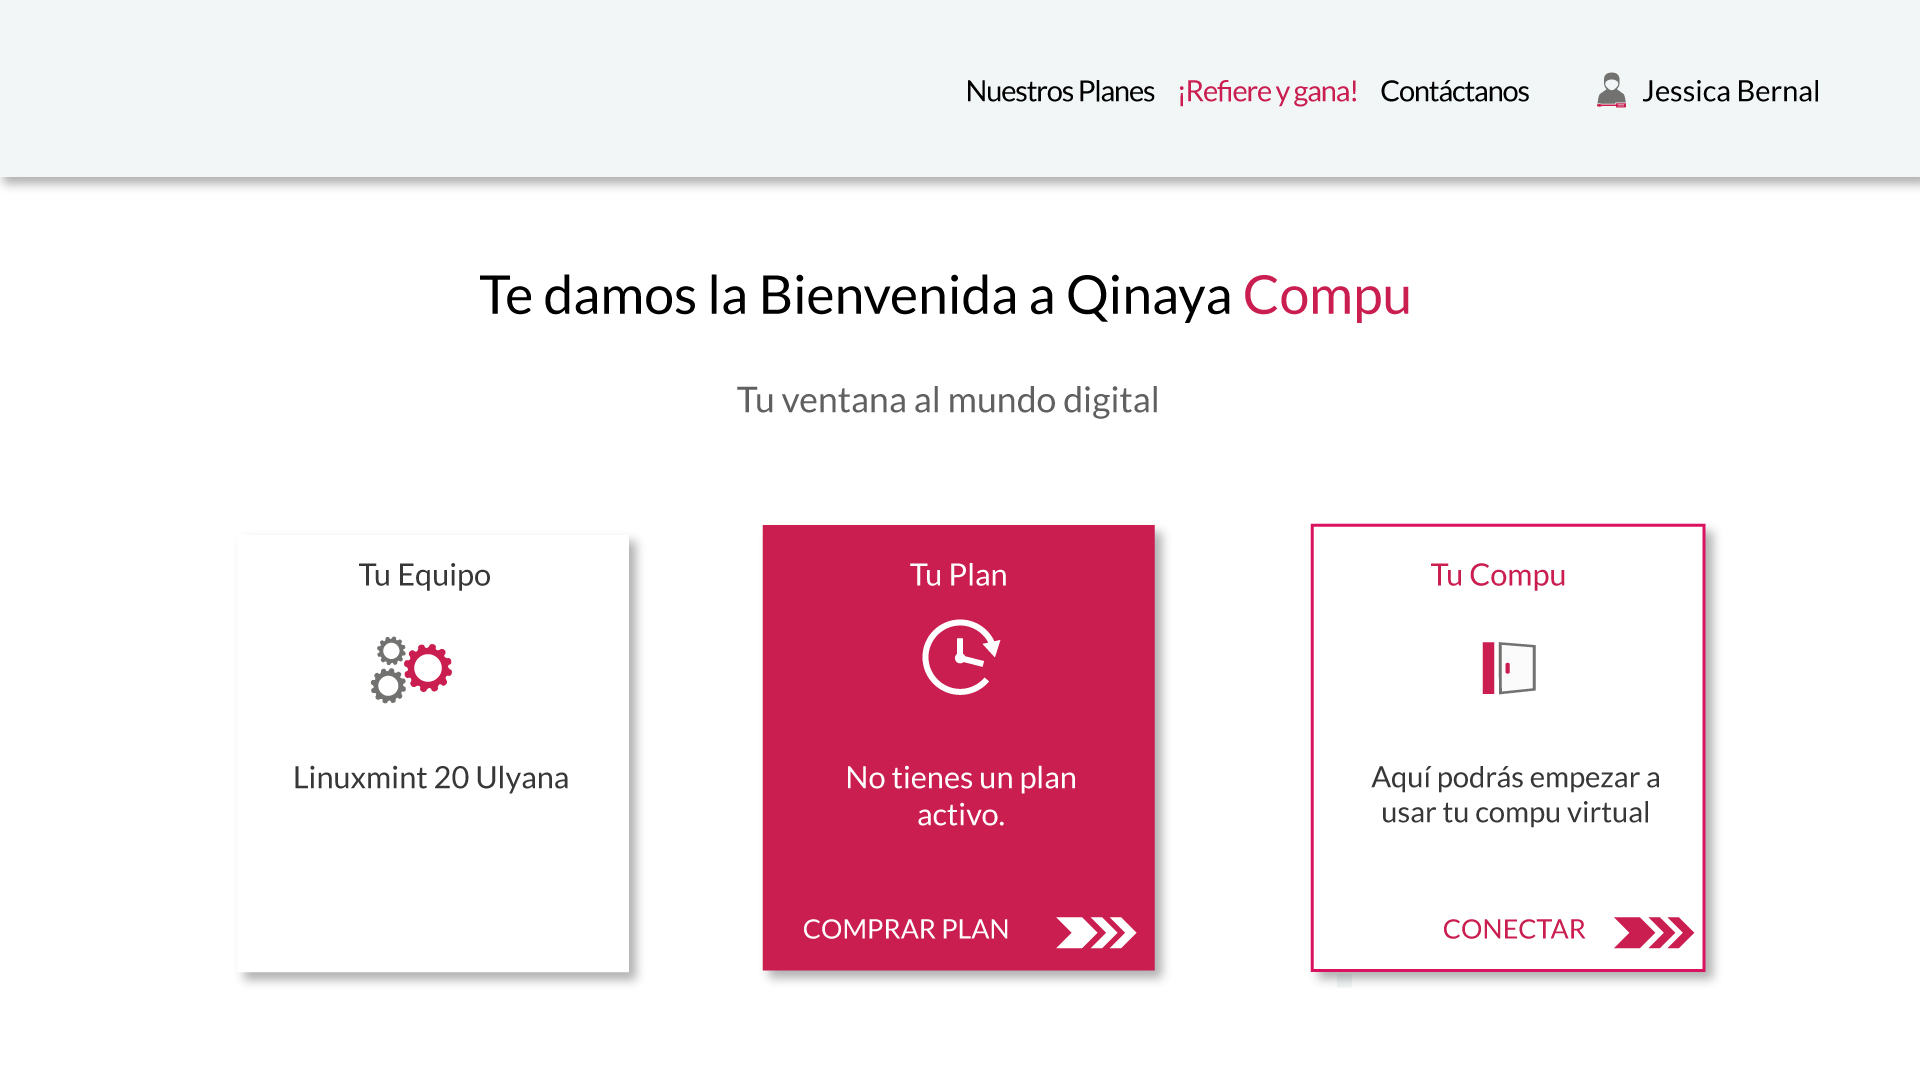 Nuestros Planes ¡Refiere y gana! Contáctanos Jessica Bernal
Te damos la Bienvenida a Qinaya Compu
Tu ventana al mundo digital
Tu Equipo
Linuxmint 20 Ulyana
Tu Plan
No tienes un plan
activo.
COMPRAR PLAN
Tu Compu
Aquí podrás empezar a
usar tu compu virtual
CONECTAR